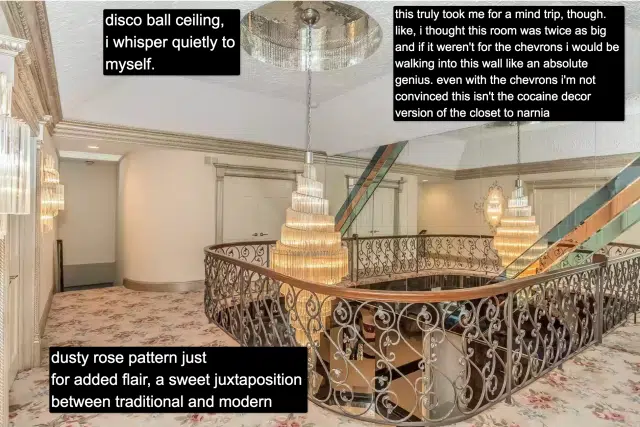 disco ball ceiling,
i whisper quietly to
myself.
this truly took me for a mind trip, though.
like, i thought this room was twice as big
and if it weren't for the chevrons i would be
walking into this wall like an absolute
genius. even with the chevrons i'm not
convinced this isn't the cocaine decor
version of the closet to narnia
dusty rose pattern just
for added flair, a sweet juxtaposition
between traditional and modern